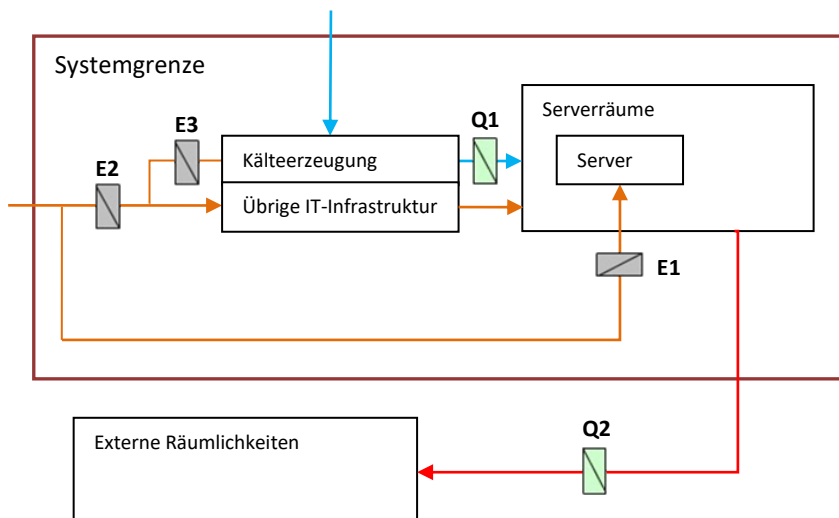 Systemgrenze
E3
Q1
Serverräume
E2
Kälteerzeugung
Server
Übrige IT-Infrastruktur
E1
Externe Räumlichkeiten
Q2